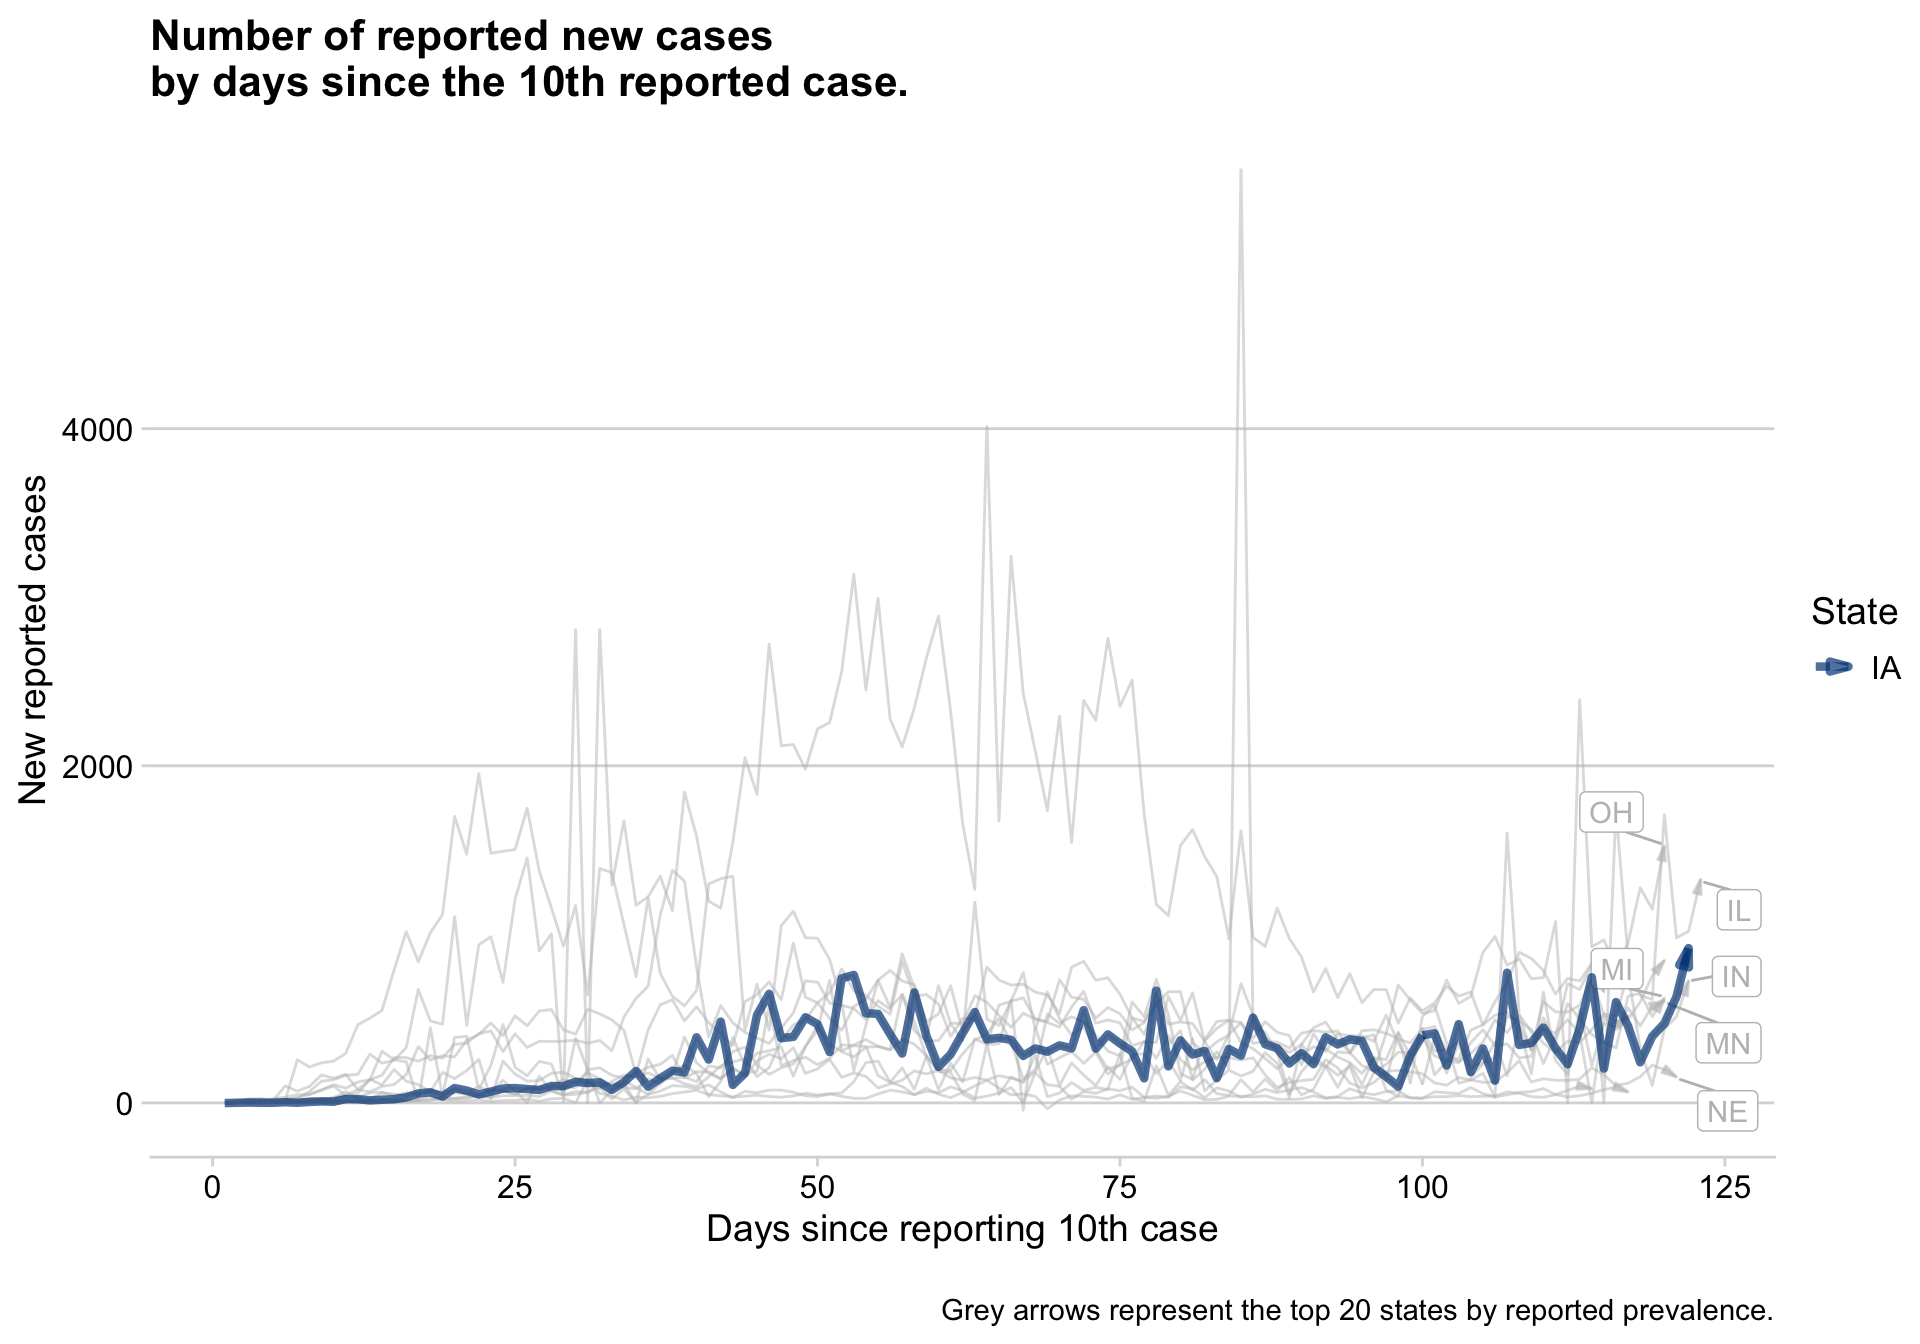 Number of reported new cases
by days since the 10th reported case.
New reported cases
4000
2000
0
OH
IL
MI
IN
MN
NE
State
IA
0
25
50
75
100
125
Days since reporting 10th case
Grey arrows represent the top 20 states by reported prevalence.